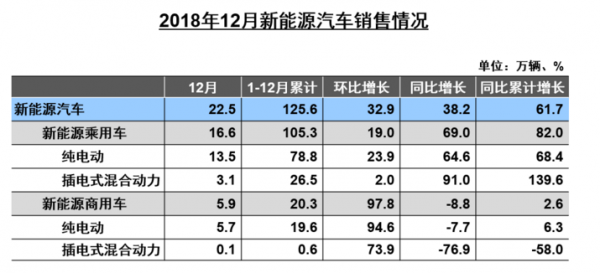 2018年12月新能源汽车销售情况
单位：万辆、%
12月 1-12月累计 环比增长 同比增长 同比累计增长
新能源汽车 22.5 125.6 32.9 38.2 61.7
新能源乘用车 16.6 105.3 19.0 69.0 82.0
纯电动 13.5 78.8 23.9 64.6 68.4
插电式混合动力 3.1 26.5 2.0 91.0 139.6
新能源商用车 5.9 20.3 97.8 -8.8 2.6
纯电动 5.7 19.6 94.6 -7.7 6.3
插电式混合动力 0.1 0.6 73.9 -76.9 -58.0